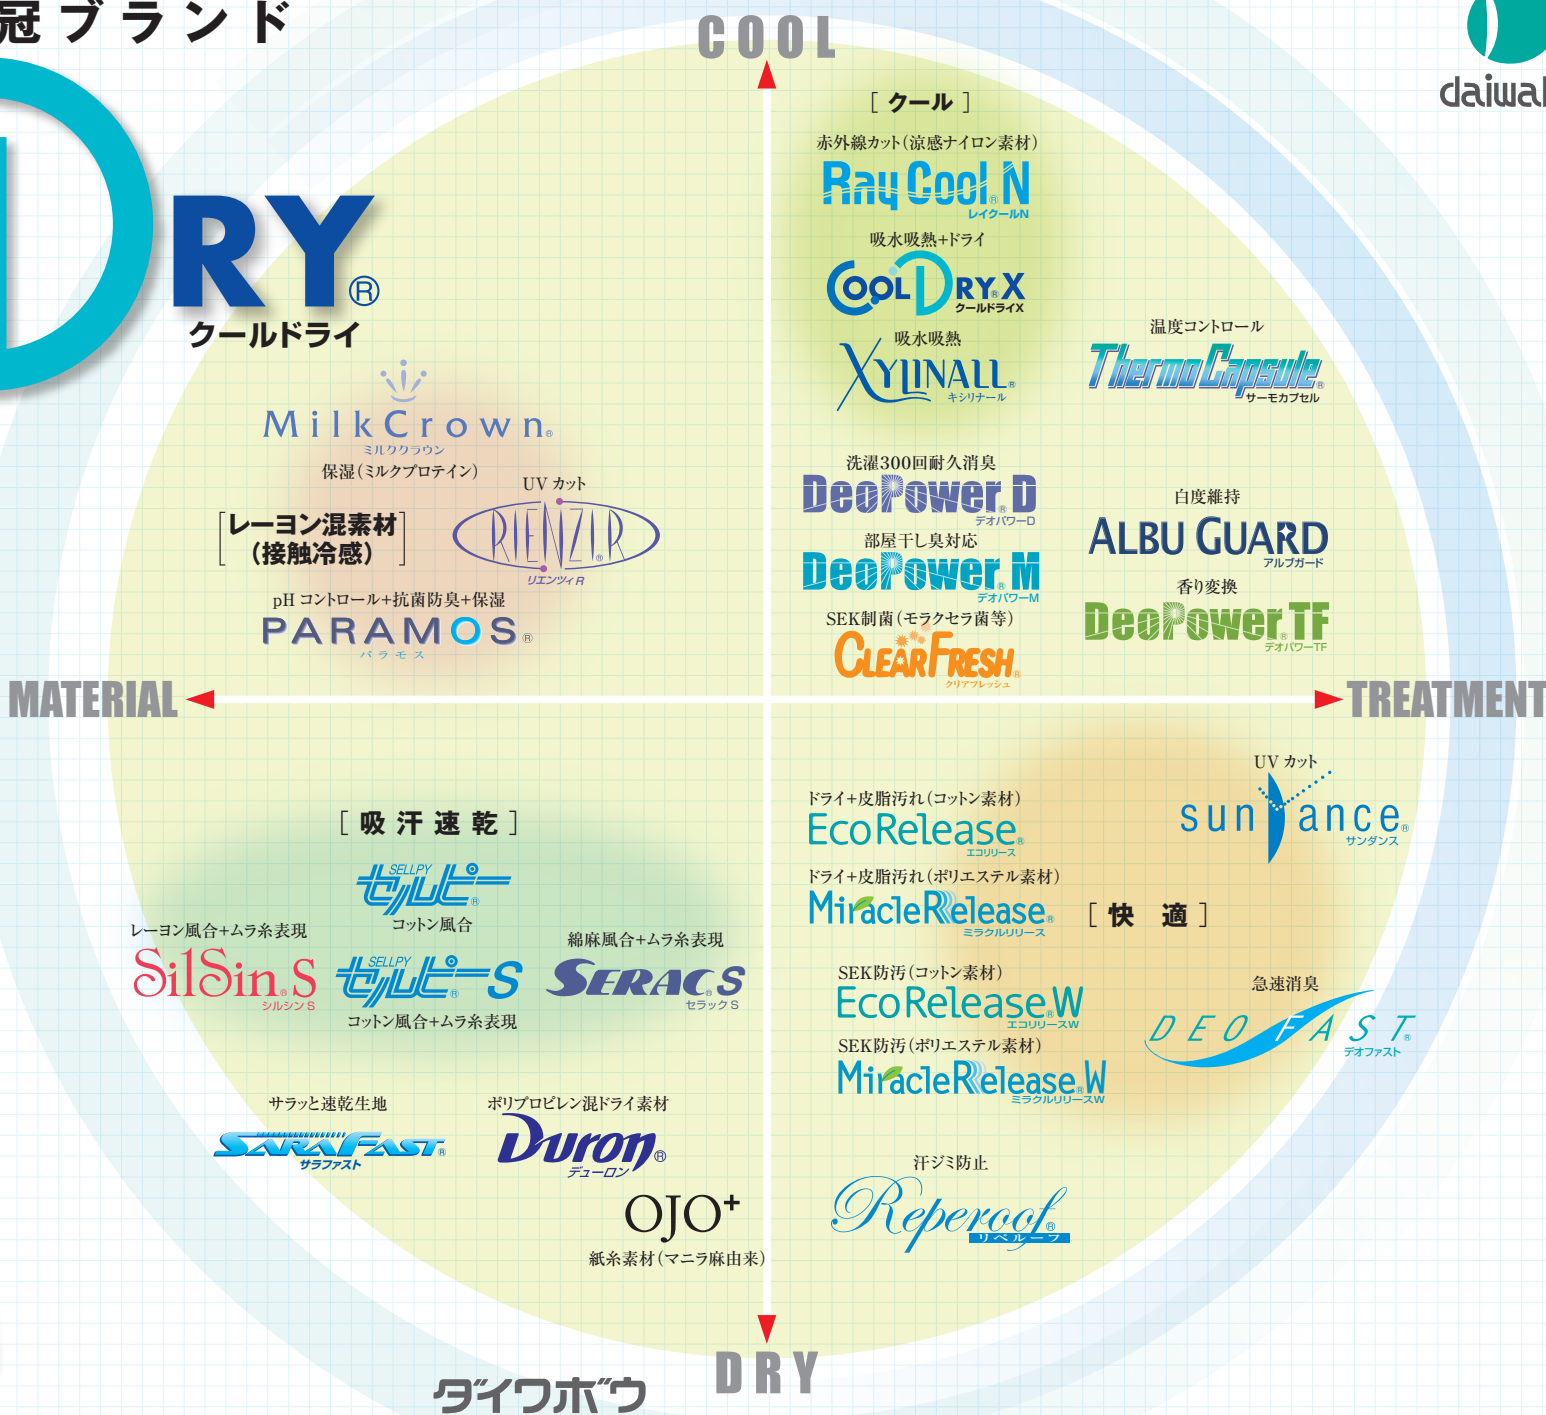 冠ブランド
COOL
DRY®
クールドライ
[ クール ]
赤外線カット(涼感ナイロン素材)
Ray Cool® N
レイクールN
吸水吸熱+ドライ
COOL DRY® X
クールドライX
吸水吸熱
XYLINALL®
キシリナール
温度コントロール
ThermoCapsule®
サーモカプセル
MilkCrown®
ミルククラウン
保湿(ミルクプロテイン)
UV カット
RIENZI®R
リエンツィ R
[レーヨン混素材]
(接触冷感)
pH コントロール+抗菌防臭+保湿
PARAMOS®
パラモス
洗濯300回耐久消臭
DeoPower® D
デオパワーD
部屋干し臭対応
DeoPower® M
デオパワーM
SEK制菌(モラクセラ菌等)
CLEARFRESH®
クリアフレッシュ
白度維持
ALBU GUARD
アルブガード
香り変換
DeoPower® TF
デオパワーTF
MATERIAL
TREATMENT
[ 吸汗速乾 ]
SELLPY
セルピー®
コットン風合
レーヨン風合+ムラ糸表現
SilSin® S
シルシン S
SELLPY
セルピー®S
コットン風合+ムラ糸表現
綿麻風合+ムラ糸表現
SERAC® S
セラック S
サラッと速乾生地
SARAFAST®
サラファスト
ポリプロピレン混ドライ素材
Duron®
デューロン
OJO+
紙糸素材(マニラ麻由来)
ドライ+皮脂汚れ(コットン素材)
EcoRelease®
エコリリース
ドライ+皮脂汚れ(ポリエステル素材)
MiracleRelease®
ミラクルリリース
[ 快 適 ]
UV カット
sunDance®
サンダンス
SEK防汚(コットン素材)
EcoRelease® W
エコリリースW
SEK防汚(ポリエステル素材)
MiracleRelease® W
ミラクルリリースW
急速消臭
DEOFAST®
デオファスト
汗ジミ防止
Reperoof®
リペルーフ
DRY
ダイワボウ